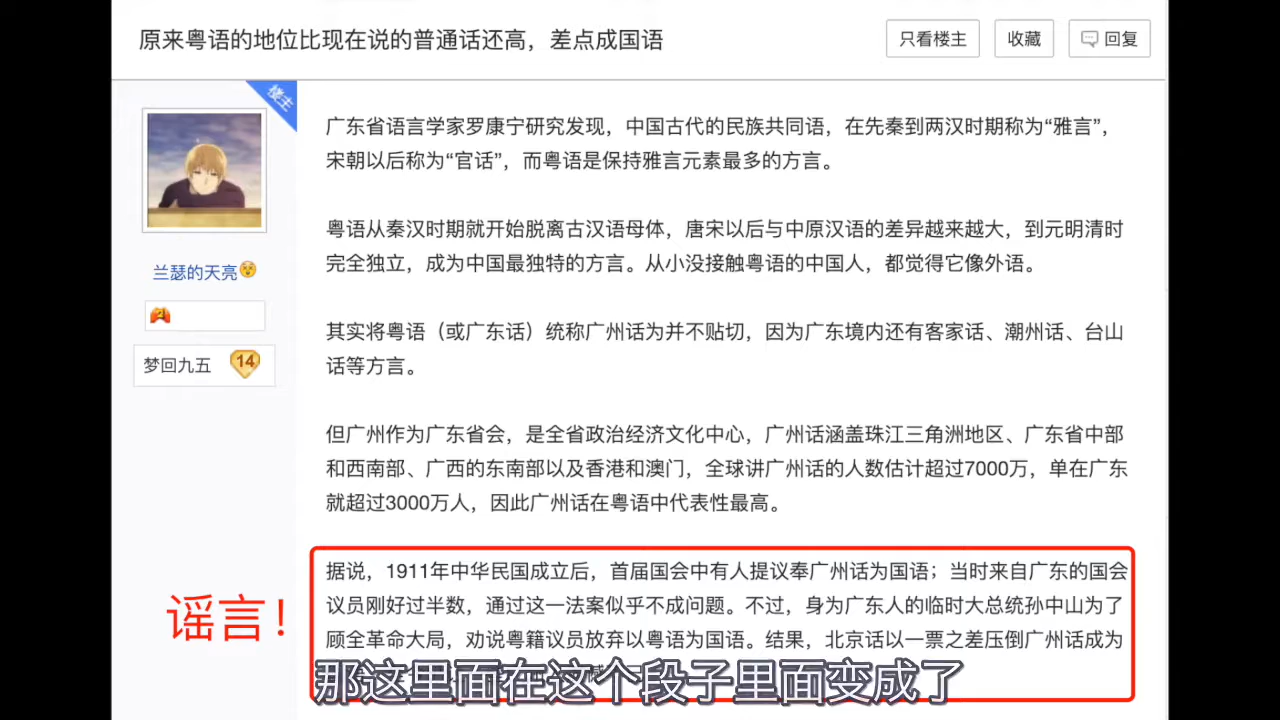 原来粤语的地位比现在说的普通话还高，差点成国语
只看楼主
收藏
回复
楼主
兰瑟的天亮
梦回九五
14
广东省语言学家罗康宁研究发现，中国古代的民族共同语，在先秦到两汉时期称为“雅言”，
宋朝以后称为“官话”，而粤语是保持雅言元素最多的方言。
粤语从秦汉时期就开始脱离古汉语母体，唐宋以后与中原汉语的差异越来越大，到元明清时
完全独立，成为中国最独特的方言。从小没接触粤语的中国人，都觉得它像外语。
其实将粤语（或广东话）统称广州话为并不贴切，因为广东境内还有客家话、潮州话、台山
话等方言。
但广州作为广东省会，是全省政治经济文化中心，广州话涵盖珠江三角洲地区、广东省中部
和西南部、广西的东南部以及香港和澳门，全球讲广州话的人数估计超过7000万，单在广东
就超过3000万人，因此广州话在粤语中代表性最高。
据说，1911年中华民国成立后，首届国会中有人提议奉广州话为国语；当时来自广东的国会
议员刚好过半数，通过这一法案似乎不成问题。不过，身为广东人的临时大总统孙中山为了
顾全革命大局，劝说粤籍议员放弃以粤语为国语。结果，北京话以一票之差压倒广州话成为
谣言！
那这里面在这个段子里面变成了